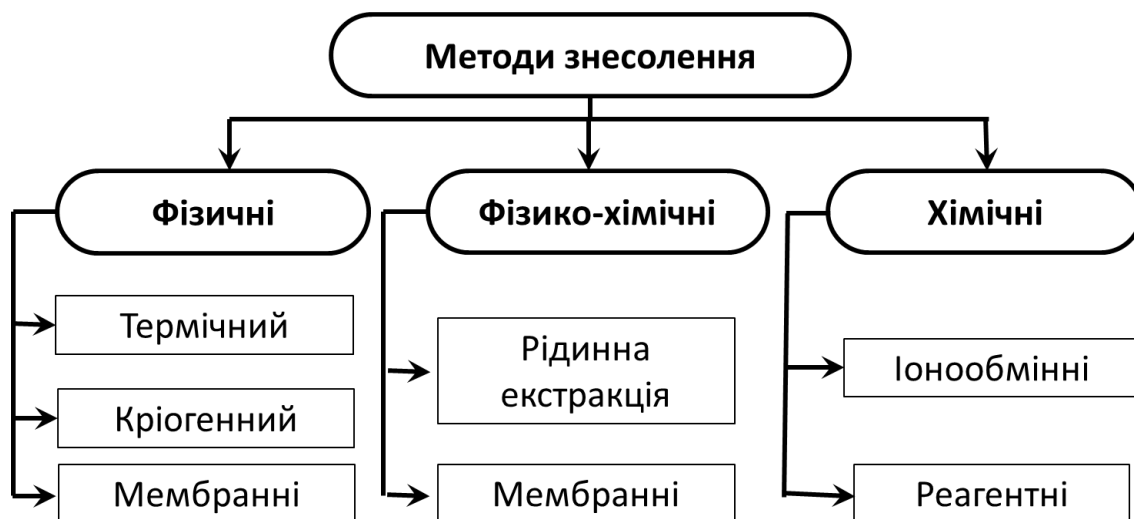 Методи знесолення
Фізичні
Термічний
Кріогенний
Мембранні
Фізико-хімічні
Рідинна
екстракція
Мембранні
Хімічні
Іонообмінні
Реагентні